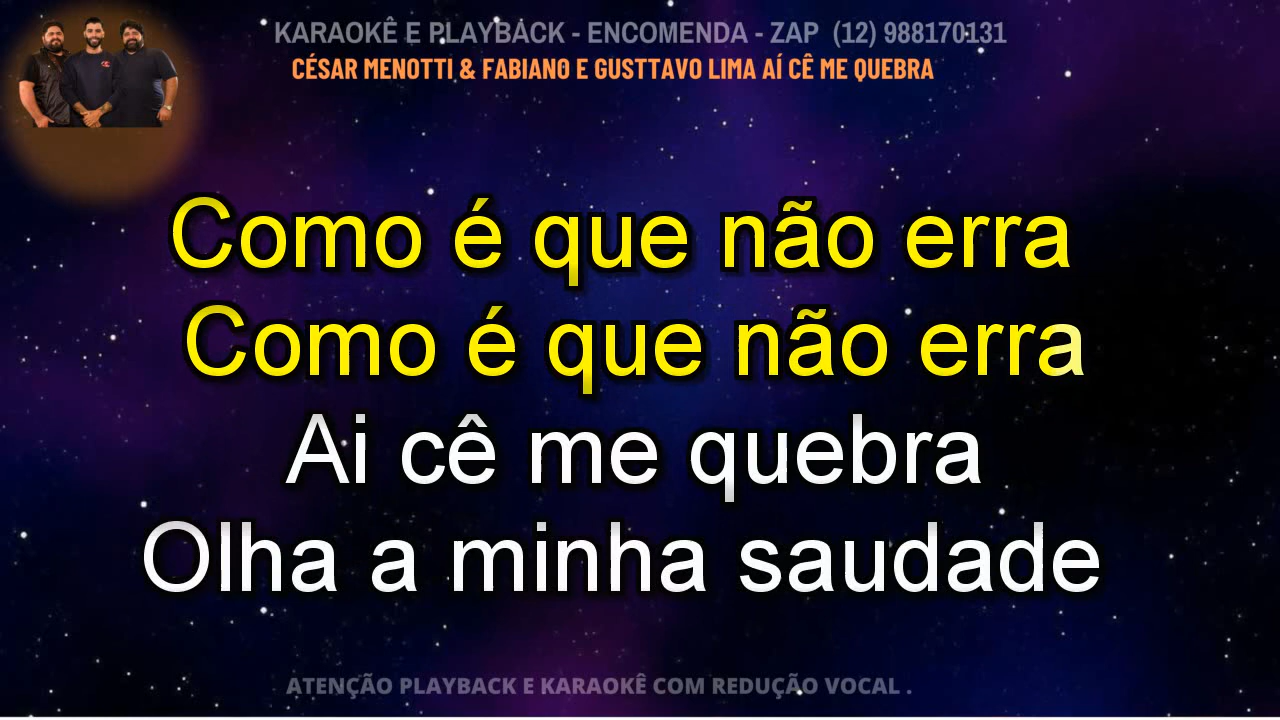 KARAOKÊ E PLAYBACK - ENCOMENDA - ZAP (12) 988170131
CÉSAR MENOTTI & FABIANO E GUSTTAVO LIMA AÍ CÊ ME QUEBRA
Como é que não erra
Como é que não erra
Ai cê me quebra
Olha a minha saudade
ATENÇÃO PLAYBACK E KARAOKÊ COM REDUÇÃO VOCAL .